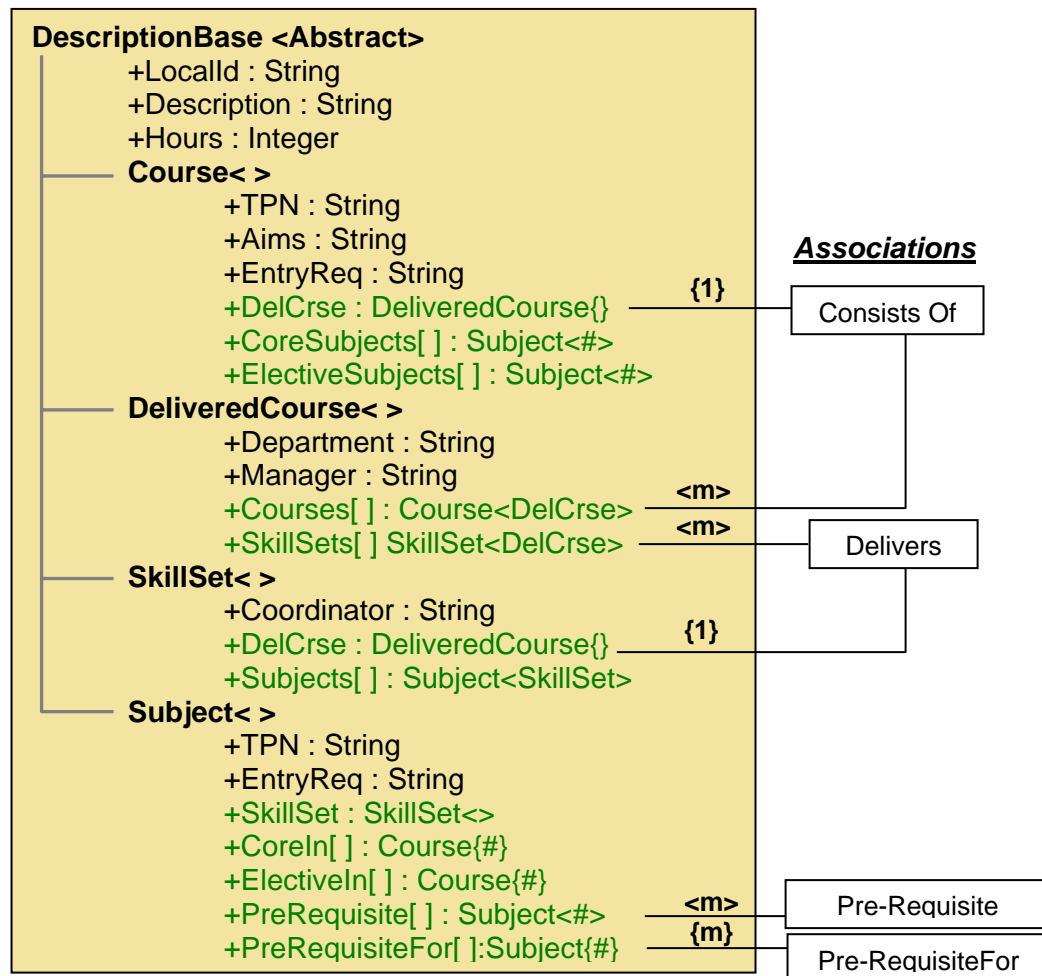 DescriptionBase <Abstract>
+LocalId : String
+Description : String
+Hours : Integer
Course< >
+TPN : String
+Aims : String
+EntryReq : String
+DelCrse : DeliveredCourse{}
+CoreSubjects[ ] : Subject<#>
+ElectiveSubjects[ ] : Subject<#>
DeliveredCourse< >
+Department : String
+Manager : String
+Courses[ ] : Course<DelCrse>
+SkillSets[ ] SkillSet<DelCrse>
SkillSet< >
+Coordinator : String
+DelCrse : DeliveredCourse{}
+Subjects[ ] : Subject<SkillSet>
Subject< >
+TPN : String
+EntryReq : String
+SkillSet : SkillSet<>
+CoreIn[ ] : Course{#}
+ElectiveIn[ ] : Course{#}
+PreRequisite[ ] : Subject<#>
+PreRequisiteFor[ ]:Subject{#}
Associations
{1}
Consists Of
<m>
<m>
Delivers
{1}
<m>
Pre-Requisite
{m}
Pre-RequisiteFor